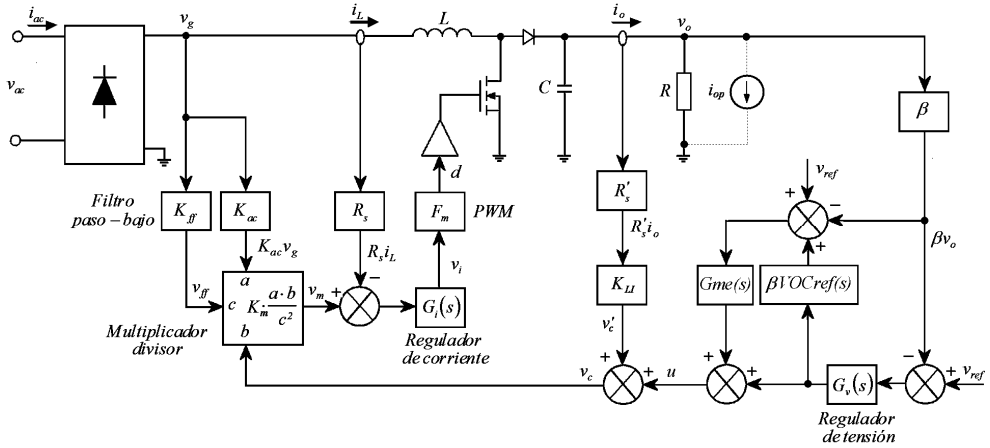 i_ac
v_g
i_L
L
i_o
v_o
v_ac
C
R
i_op
β
d
Filtro
paso–bajo
K_ff
K_ac
R_s
F_m
PWM
R'_s
v_ref
+
−
K_ac v_g
R_s i_L
v_i
R'_s i_o
+
βv_o
v_ff
a
c
K_m · a·b / c²
b
v_m
+
−
G_i(s)
K_LI
Gme(s)
βVOCref(s)
Multiplicador
divisor
Regulador
de corriente
v'_c
v_c
+
+
u
+
+
G_v(s)
−
+
v_ref
Regulador
de tensión